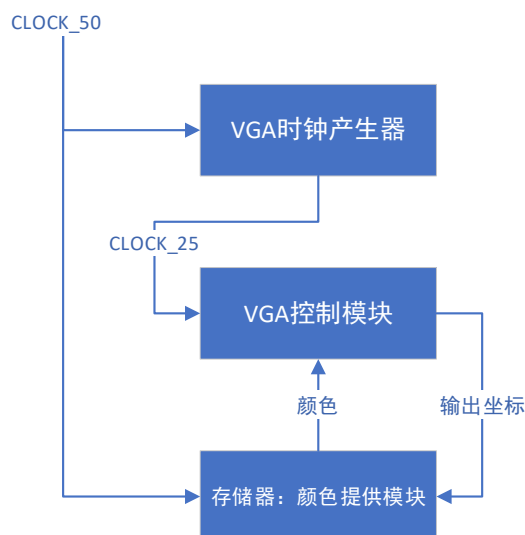 CLOCK_50
VGA时钟产生器
CLOCK_25
VGA控制模块
颜色
输出坐标
存储器：颜色提供模块